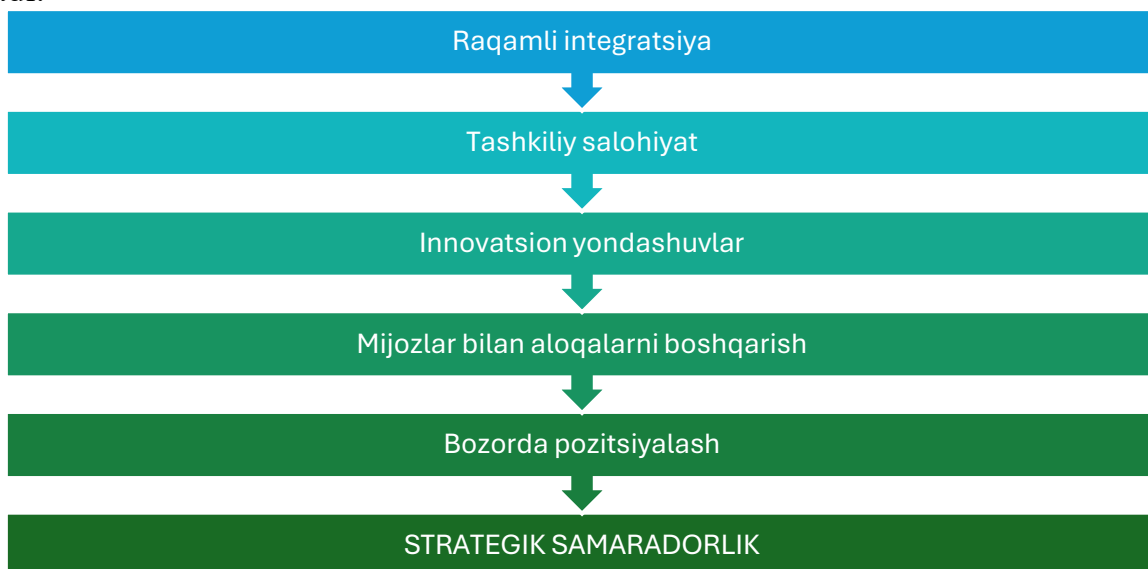 Raqamli integratsiya
Tashkiliy salohiyat
Innovatsion yondashuvlar
Mijozlar bilan aloqalarni boshqarish
Bozorda pozitsiyalash
STRATEGIK SAMARADORLIK